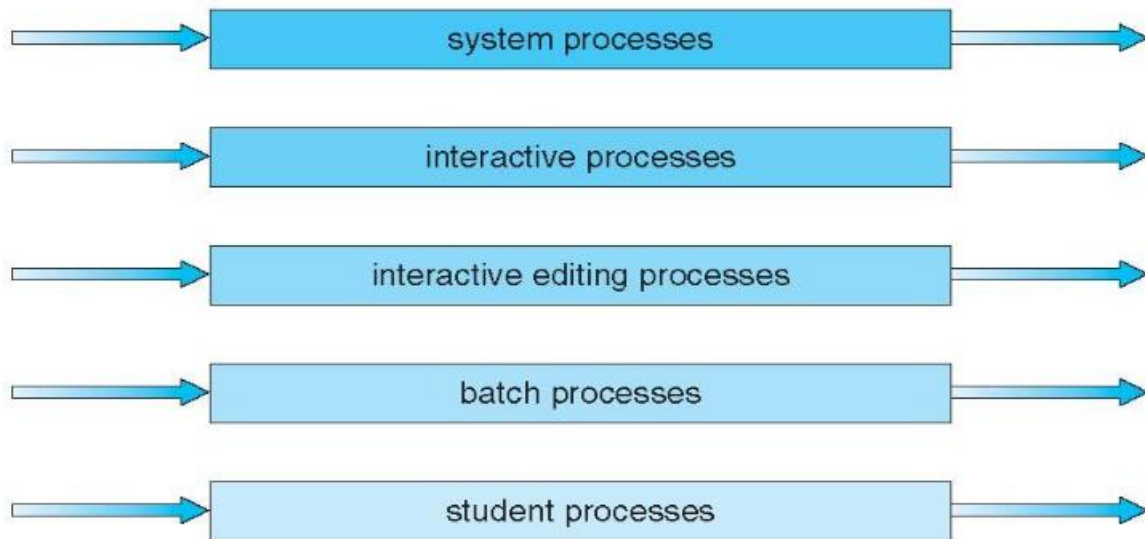 system processes
interactive processes
interactive editing processes
batch processes
student processes